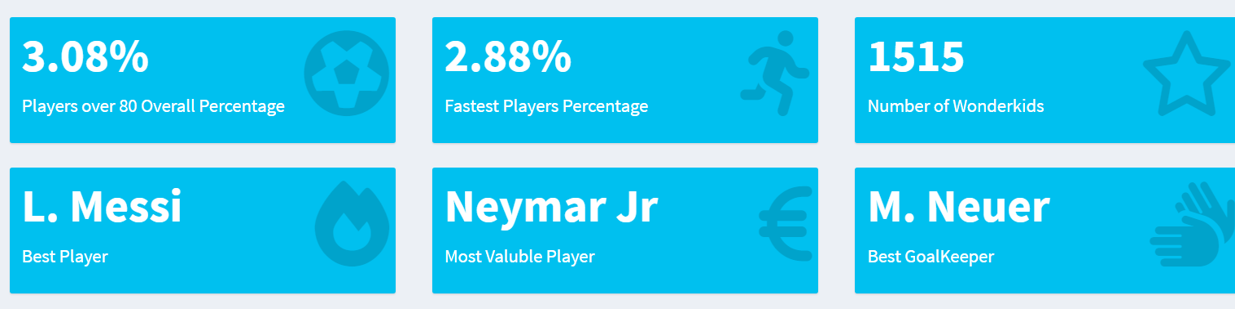 3.08%
Players over 80 Overall Percentage
2.88%
Fastest Players Percentage
1515
Number of Wonderkids
L. Messi
Best Player
Neymar Jr
Most Valuble Player
M. Neuer
Best GoalKeeper